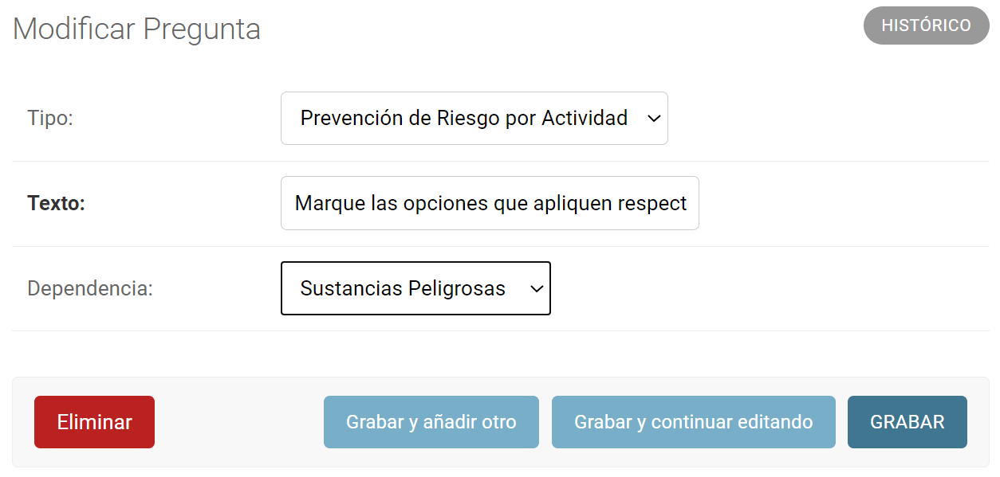 Modificar Pregunta
HISTÓRICO
Tipo:
Prevención de Riesgo por Actividad
Texto:
Marque las opciones que apliquen respect
Dependencia:
Sustancias Peligrosas
Eliminar
Grabar y añadir otro
Grabar y continuar editando
GRABAR